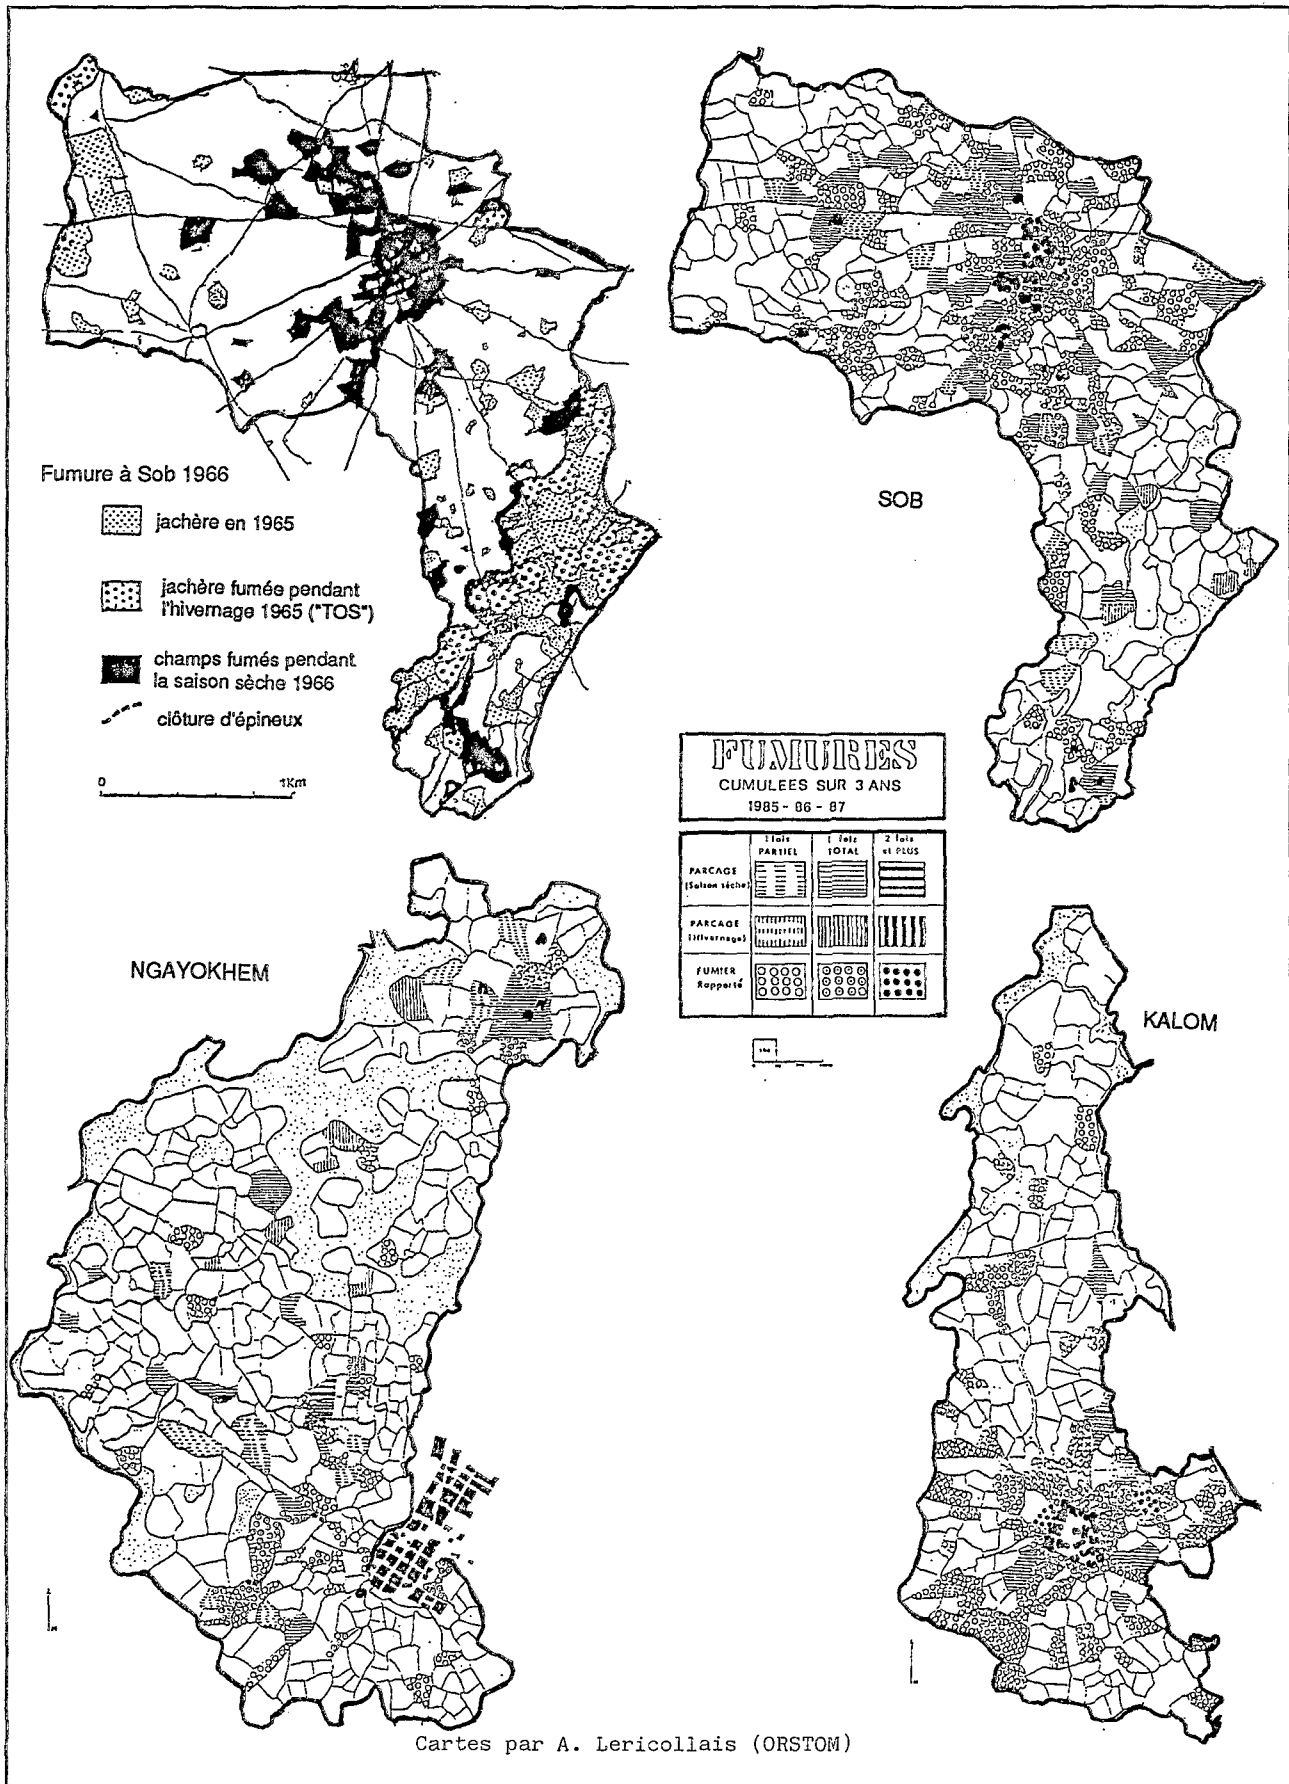 Fumure à Sob 1966
jachère en 1965
jachère fumée pendant
l'hivernage 1965 ("TOS")
champs fumés pendant
la saison sèche 1966
clôture d'épineux
0 1Km
SOB
FUMURES
CUMULEES SUR 3 ANS
1985 - 86 - 87
1 fois PARTIEL
1 fois TOTAL
2 fois et PLUS
PARCAGE
(Saison sèche)
PARCAGE
(Hivernage)
FUMIER
Rapporté
NGAYOKHEM
KALOM
Cartes par A. Lericollais (ORSTOM)